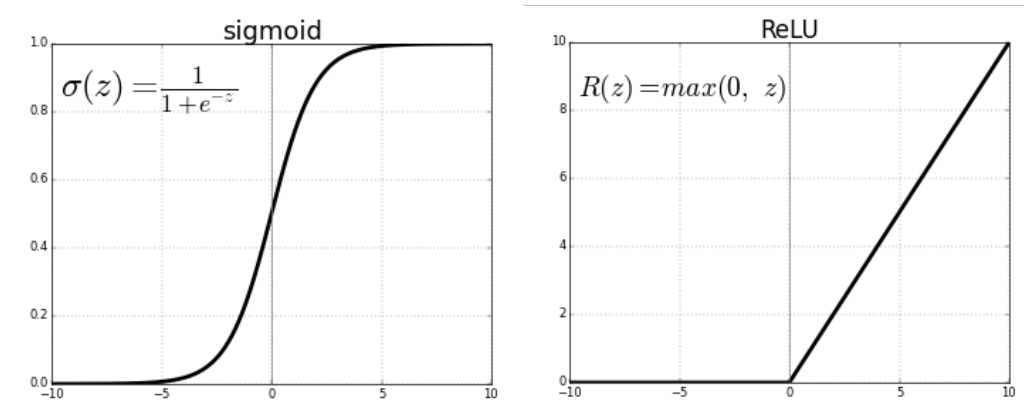 sigmoid
σ(z) = 1 / (1 + e^{-z})
1.0
0.8
0.6
0.4
0.2
0.0
−10 −5 0 5 10
ReLU
R(z) = max(0, z)
10
8
6
4
2
0
−10 −5 0 5 10